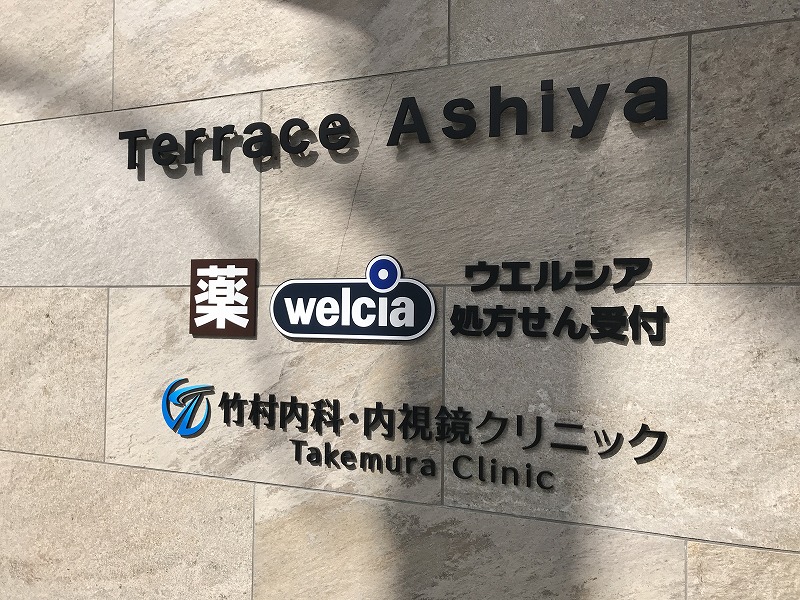 Terrace Ashiya
薬 welcia ウエルシア
処方せん受付
竹村内科・内視鏡クリニック
Takemura Clinic